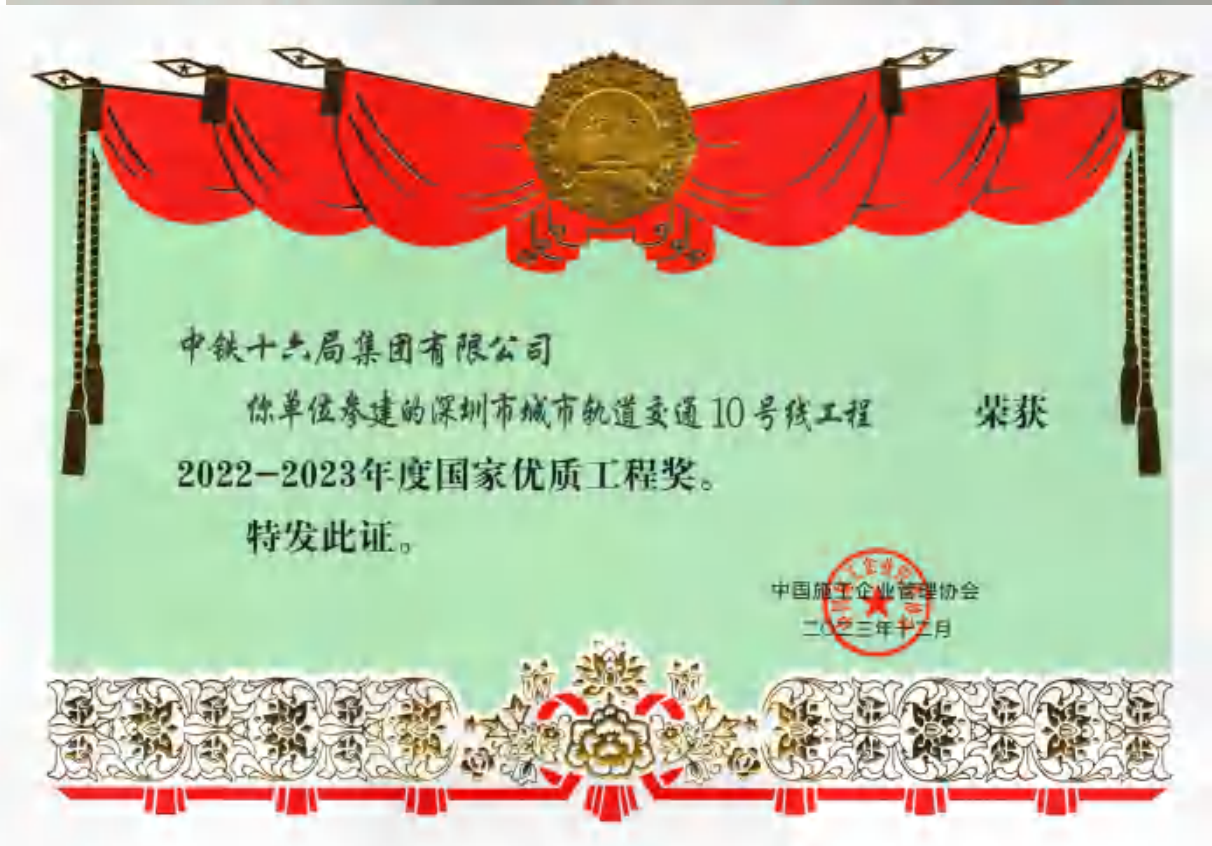 中铁十六局集团有限公司
你单位参建的深圳市城市轨道交通10号线工程 荣获
2022-2023年度国家优质工程奖。
特发此证。
中国施工企业管理协会
二〇二三年十二月